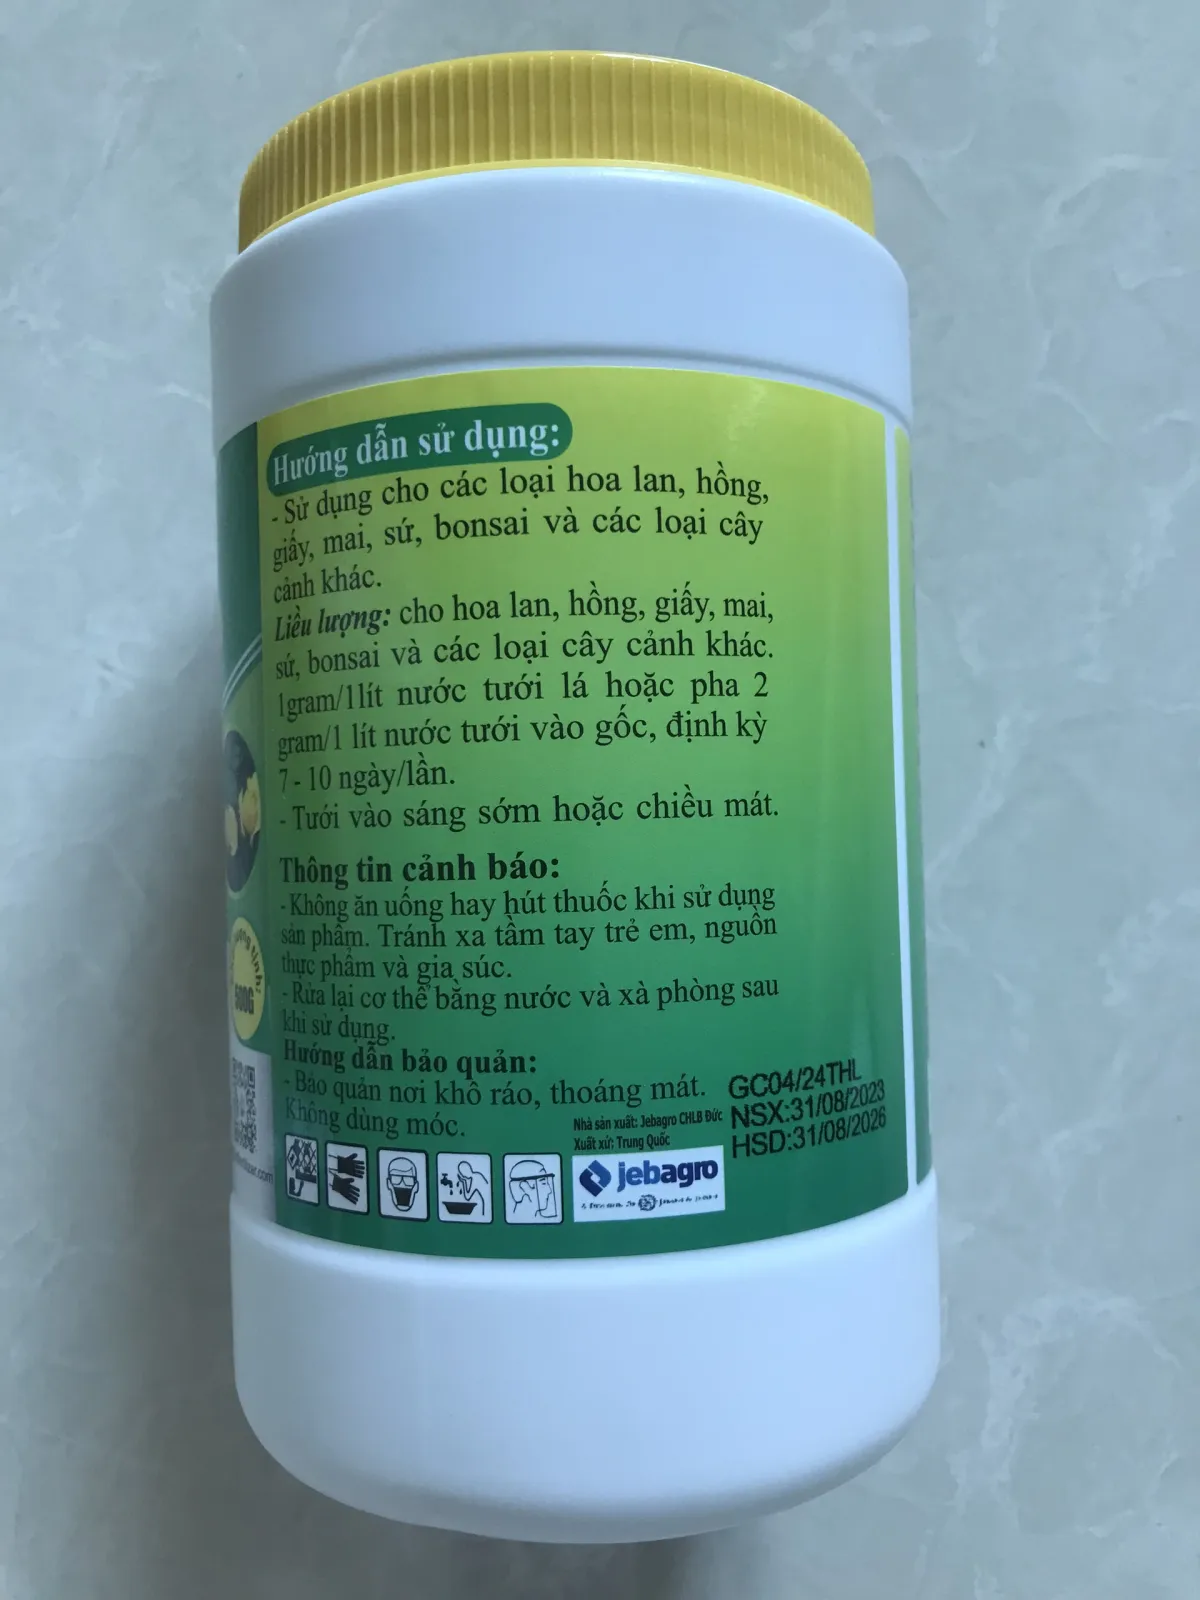 Hướng dẫn sử dụng:
- Sử dụng cho các loại hoa lan, hồng,
giấy, mai, sứ, bonsai và các loại cây
cảnh khác.
Liều lượng: cho hoa lan, hồng, giấy, mai,
sứ, bonsai và các loại cây cảnh khác.
1gram/1lít nước tưới lá hoặc pha 2
gram/1 lít nước tưới vào gốc, định kỳ
7 - 10 ngày/lần.
- Tưới vào sáng sớm hoặc chiều mát.
Thông tin cảnh báo:
- Không ăn uống hay hút thuốc khi sử dụng
sản phẩm. Tránh xa tầm tay trẻ em, nguồn
thực phẩm và gia súc.
- Rửa lại cơ thể bằng nước và xà phòng sau
khi sử dụng.
Hướng dẫn bảo quản:
- Bảo quản nơi khô ráo, thoáng mát.
Không dùng móc.
Nhà sản xuất: Jebagro CHLB Đức
Xuất xứ: Trung Quốc
jebagro
GC04/24THL
NSX:31/08/2023
HSD:31/08/2026
tịnh:
500G